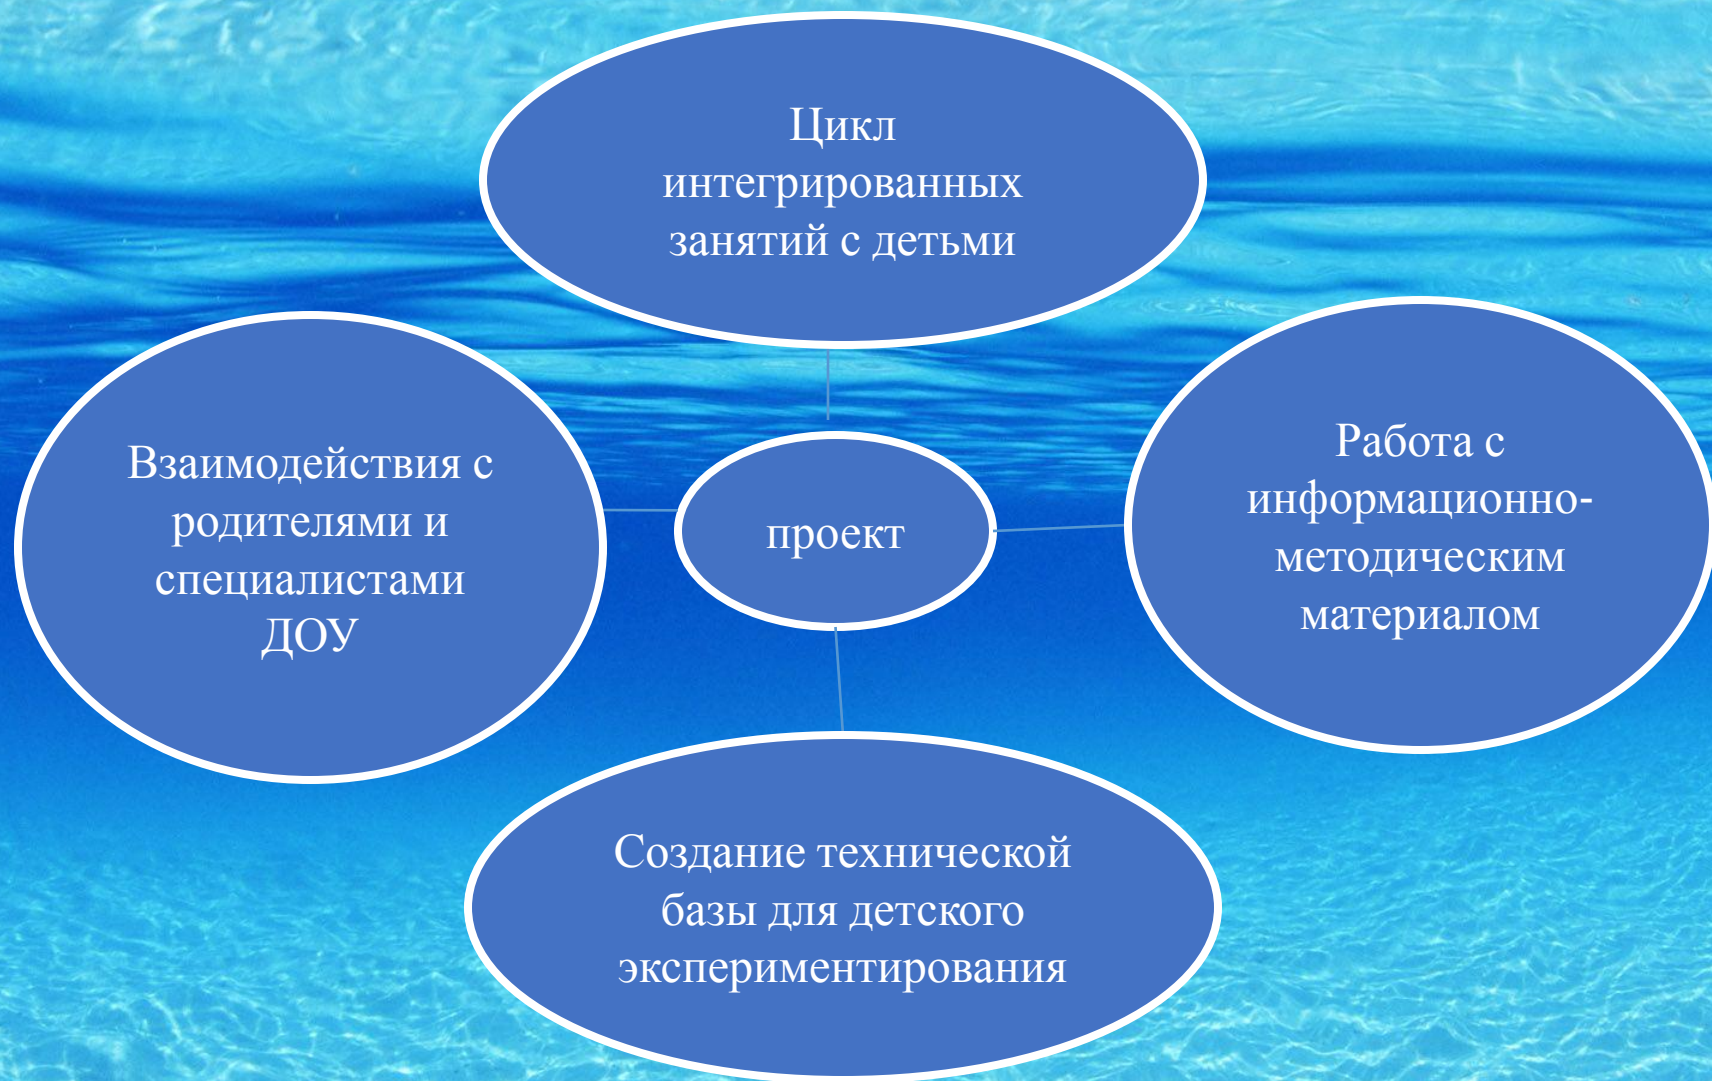 Цикл
интегрированных
занятий с детьми
Взаимодействия с
родителями и
специалистами
ДОУ
проект
Работа с
информационно-
методическим
материалом
Создание технической
базы для детского
экспериментирования